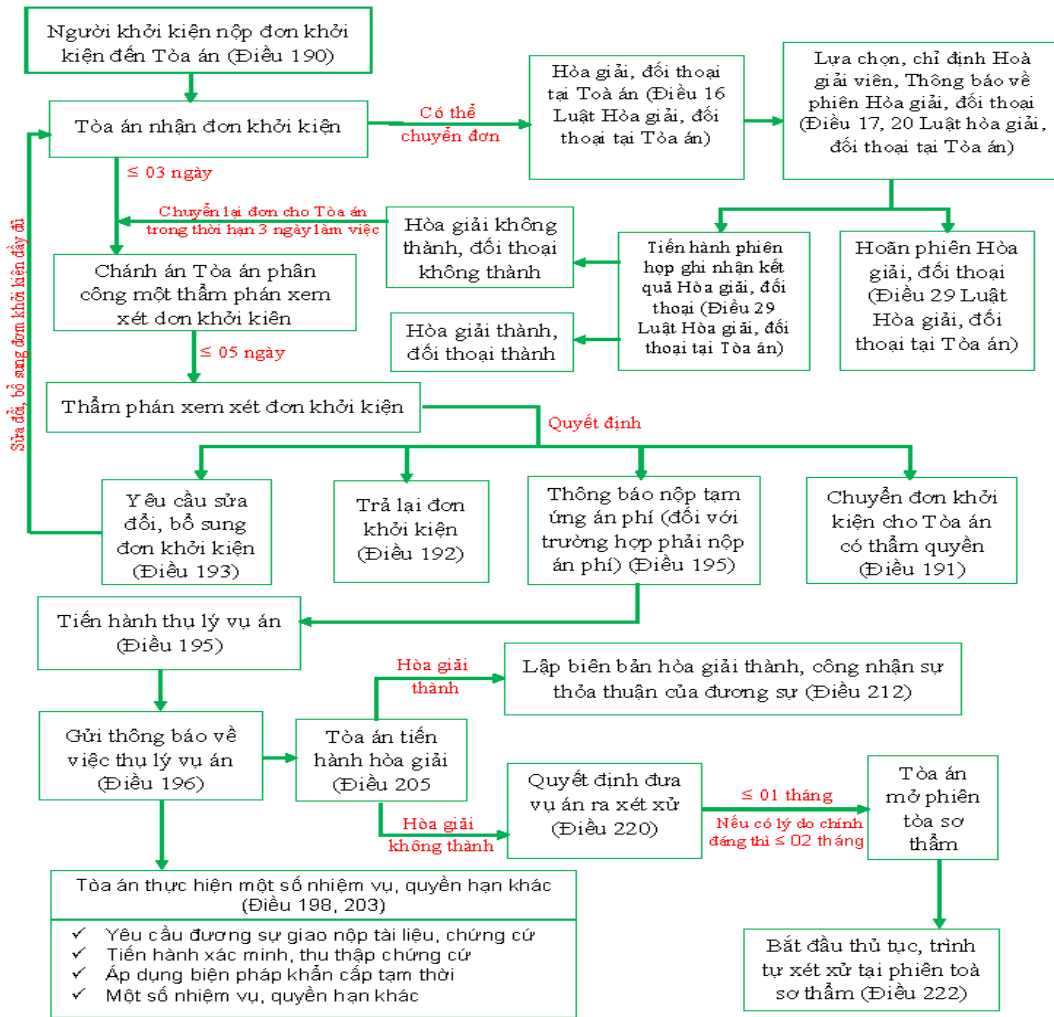 Người khởi kiện nộp đơn khởi
kiện đến Tòa án (Điều 190)
Tòa án nhận đơn khởi kiện
Có thể
chuyển đơn
Hòa giải, đối thoại
tại Toà án (Điều 16
Luật Hòa giải, đối
thoại tại Tòa án)
Lựa chọn, chỉ định Hoà
giải viên, Thông báo về
phiên Hòa giải, đối thoại
(Điều 17, 20 Luật hòa giải,
đối thoại tại Tòa án)
≤ 03 ngày
Chuyển lại đơn cho Tòa án
trong thời hạn 3 ngày làm việc
Hòa giải không
thành, đối thoại
không thành
Tiến hành phiên
họp ghi nhận kết
quả Hòa giải, đối
thoại (Điều 29
Luật Hòa giải, đối
thoại tại Tòa án)
Hoãn phiên Hòa
giải, đối thoại
(Điều 29 Luật
Hòa giải, đối
thoại tại Tòa án)
Hòa giải thành,
đối thoại thành
Chánh án Tòa án phân
công một thẩm phán xem
xét dơn khởi kiên
≤ 05 ngày
Thẩm phán xem xét đơn khởi kiện
Quyết định
Sửa đổi, bổ sung đơm khởi kiện đầy đủ
Yêu cầu sửa
đổi, bổ sung
đơn khởi kiện
(Điều 193)
Trả lại đơn
khởi kiện
(Điều 192)
Thông báo nộp tạm
ứng án phí (đối với
trường hợp phải nộp
án phí) (Điều 195)
Chuyển đơn khởi
kiện cho Tòa án
có thẩm quyền
(Điều 191)
Tiến hành thụ lý vụ án
(Điều 195)
Gửi thông báo về
việc thụ lý vụ án
(Điều 196)
Tòa án tiến
hành hòa giải
(Điều 205
Hòa giải
thành
Lập biên bản hòa giải thành, công nhận sự
thỏa thuận của đương sự (Điều 212)
Hòa giải
không thành
Quyết định đưa
vụ án ra xét xử
(Điều 220)
≤ 01 tháng
Nếu có lý do chính
đáng thì ≤ 02 tháng
Tòa án
mở phiên
tòa sơ
thẩm
Tòa án thực hiện một số nhiệm vụ, quyền hạn khác
(Điều 198, 203)
✓ Yêu cầu đương sự giao nộp tài liệu, chứng cứ
✓ Tiến hành xác minh, thu thập chứng cứ
✓ Áp dụng biện pháp khẩn cấp tạm thời
✓ Một số nhiệm vụ, quyền hạn khác
Bắt đầu thủ tục, trình
tự xét xử tại phiên toà
sơ thẩm (Điều 222)